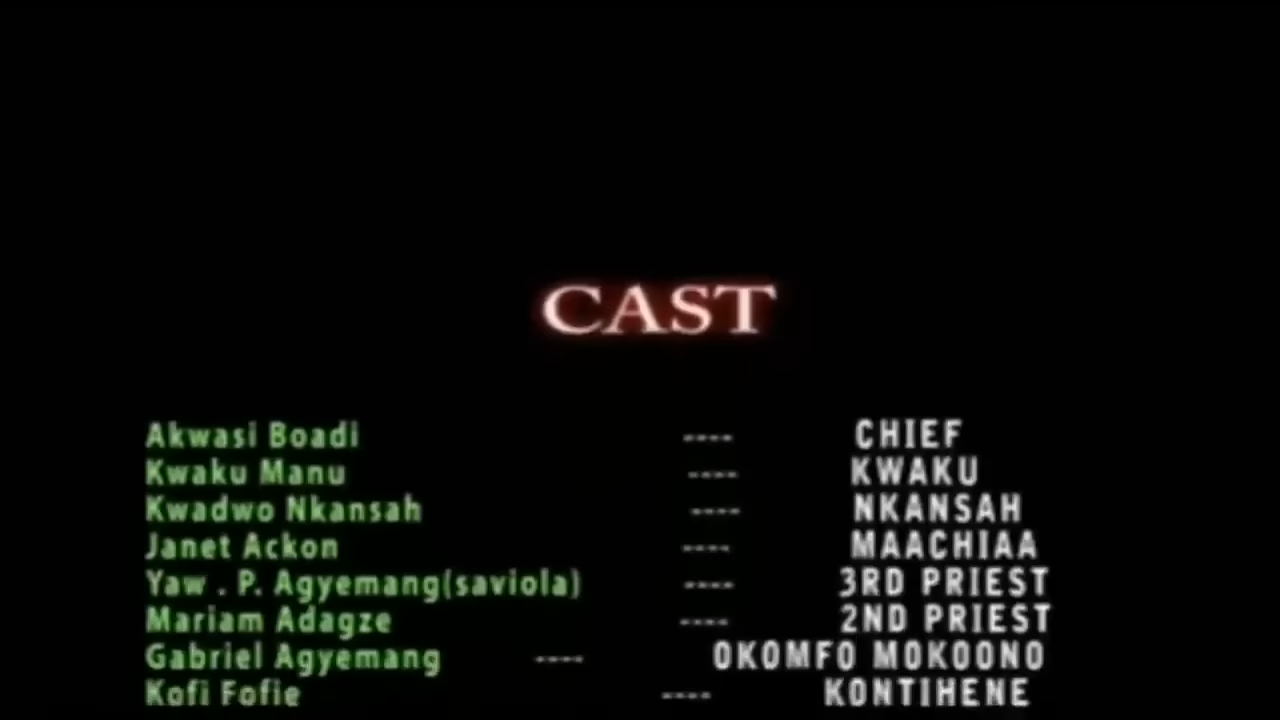 CAST
Akwasi Boadi ---- CHIEF
Kwaku Manu ---- KWAKU
Kwadwo Nkansah ---- NKANSAH
Janet Ackon ---- MAACHIAA
Yaw . P. Agyemang(saviola) ---- 3RD PRIEST
Mariam Adagze ---- 2ND PRIEST
Gabriel Agyemang ---- OKOMFO MOKOONO
Kofi Fofie ---- KONTIHENE